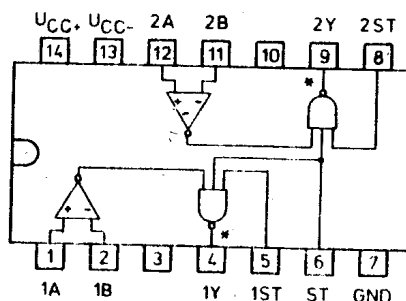 UCC+ UCC- 2A 2B 2Y 2ST
14 13 12 11 10 9 8
+ - *
+ - *
1 2 3 4 5 6 7
1A 1B 1Y 1ST ST GND